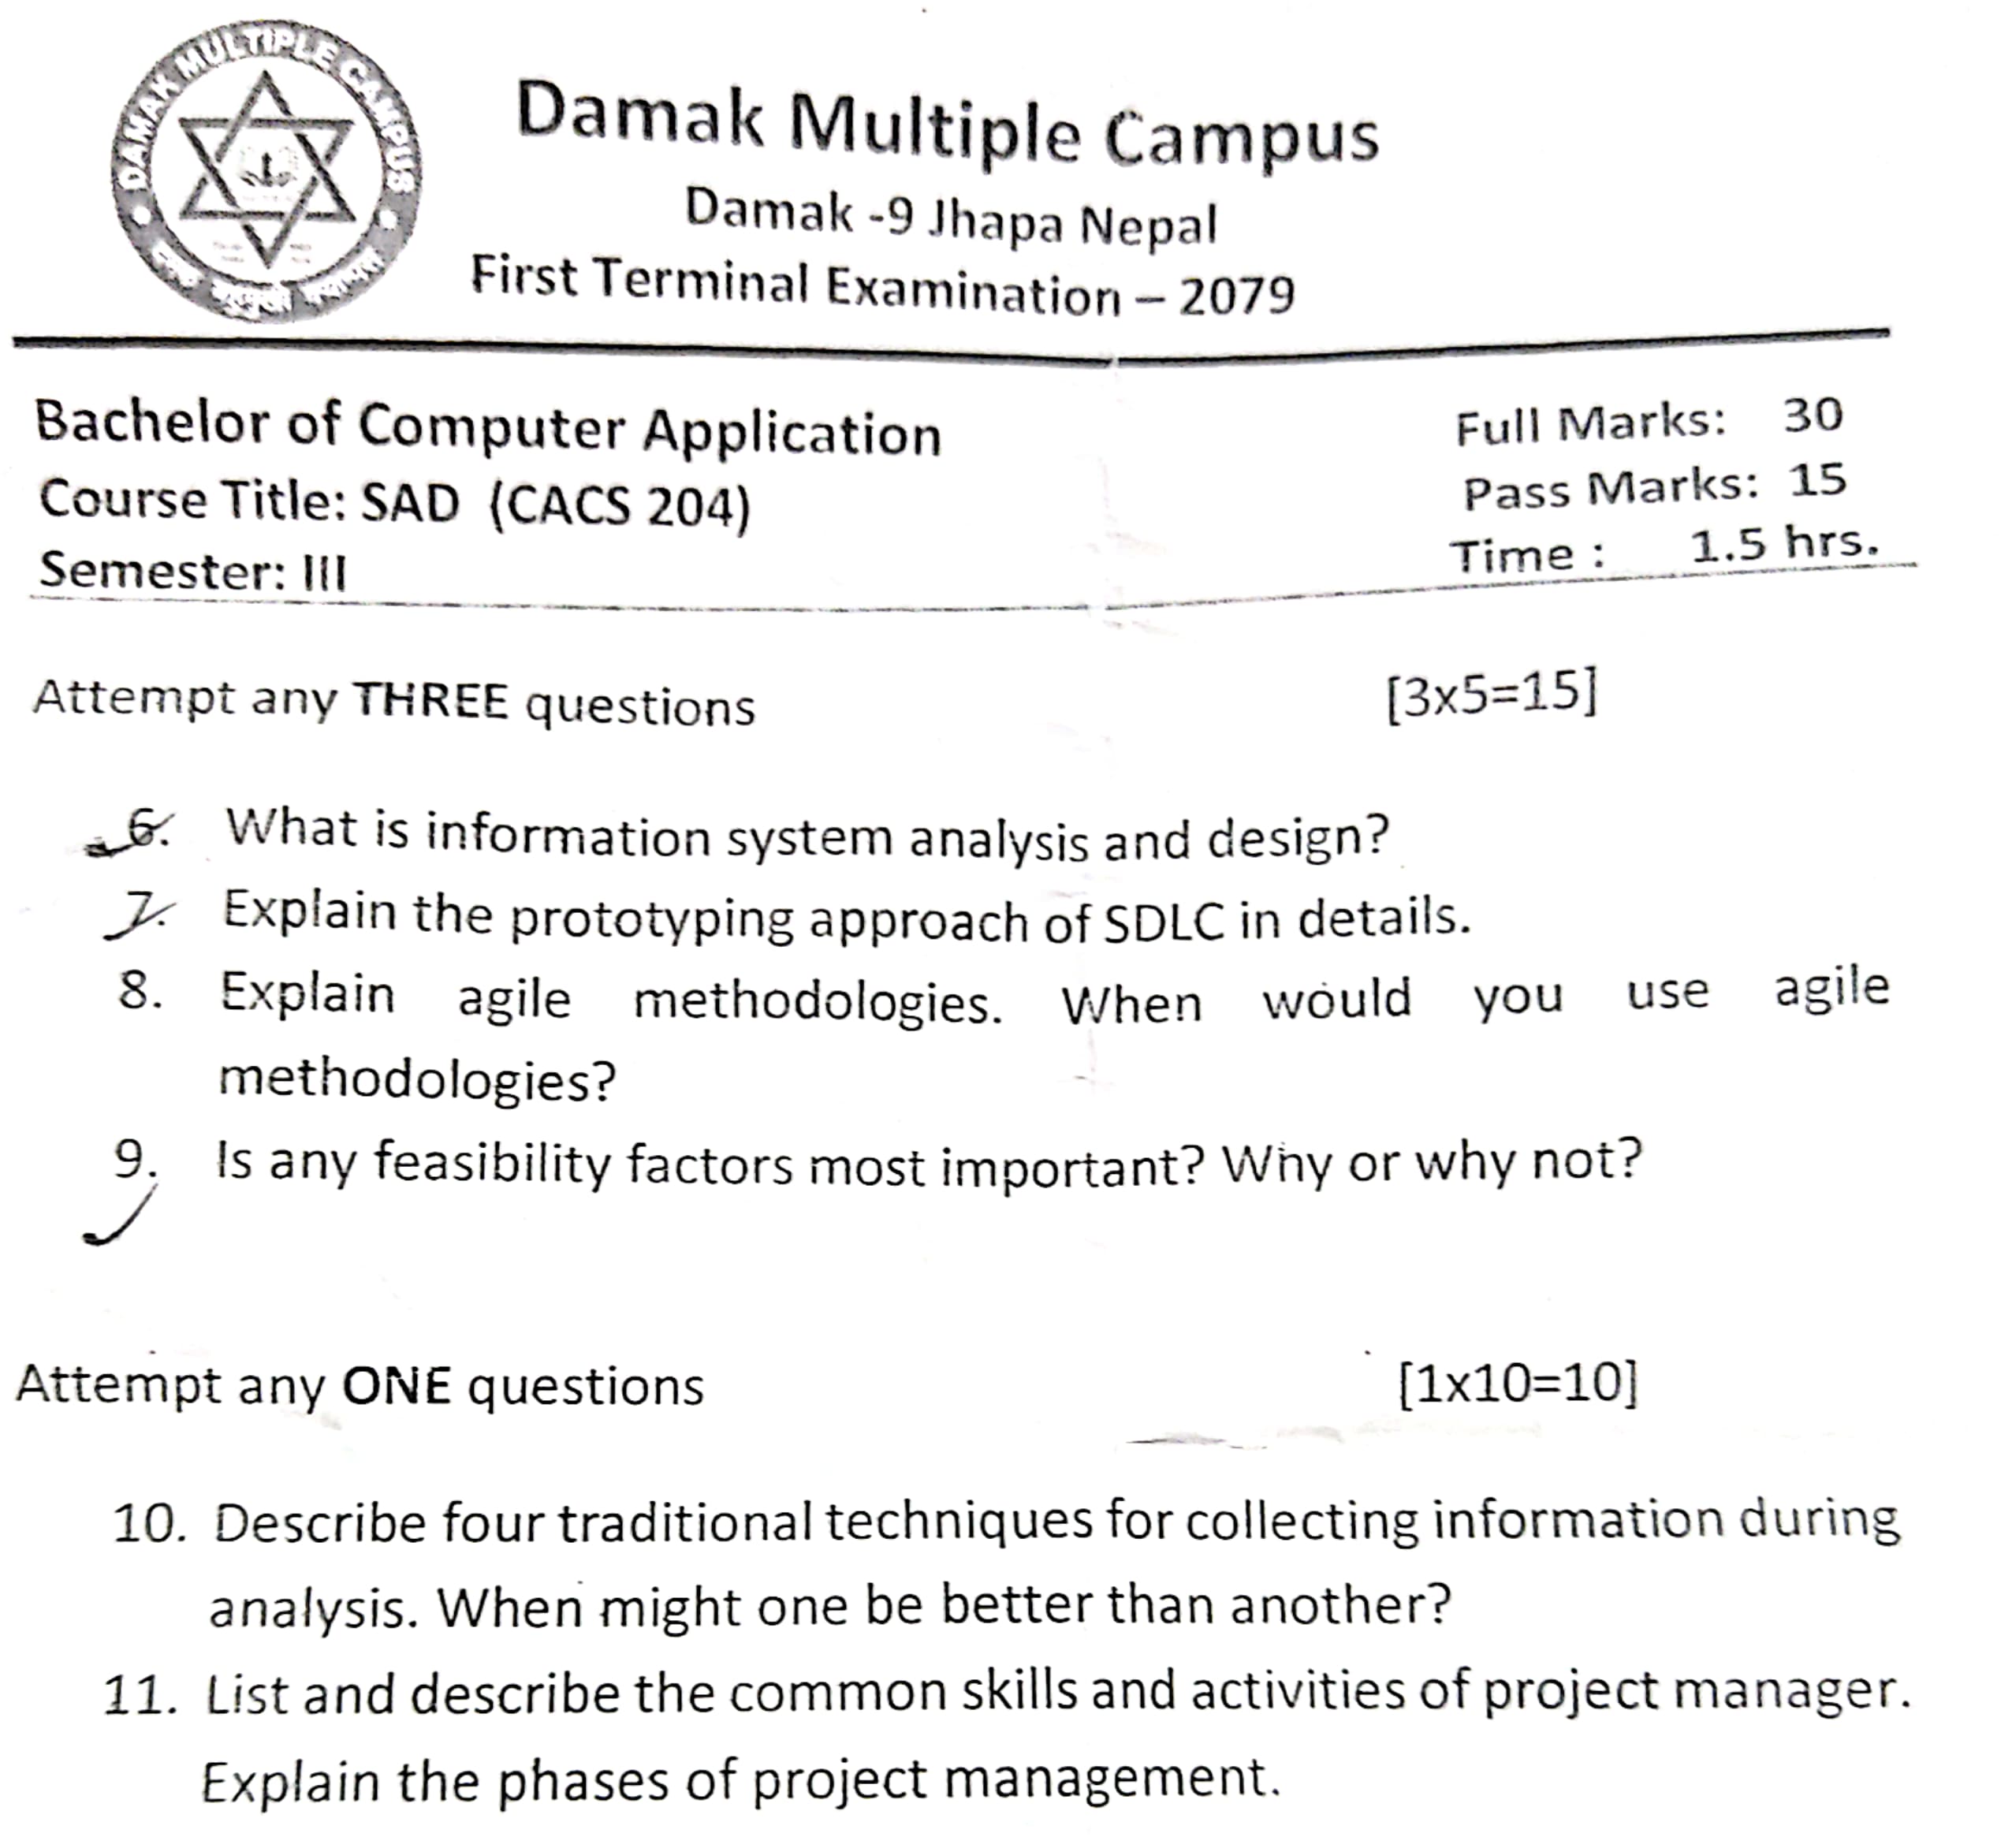 DAMAK MULTIPLE CAMPUS
Damak Multiple Campus
Damak -9 Jhapa Nepal
First Terminal Examination – 2079
Bachelor of Computer Application
Full Marks: 30
Course Title: SAD (CACS 204)
Pass Marks: 15
Semester: III
Time : 1.5 hrs.
Attempt any THREE questions [3x5=15]
6. What is information system analysis and design?
7. Explain the prototyping approach of SDLC in details.
8. Explain agile methodologies. When would you use agile
methodologies?
9. Is any feasibility factors most important? Why or why not?
Attempt any ONE questions [1x10=10]
10. Describe four traditional techniques for collecting information during
analysis. When might one be better than another?
11. List and describe the common skills and activities of project manager.
Explain the phases of project management.